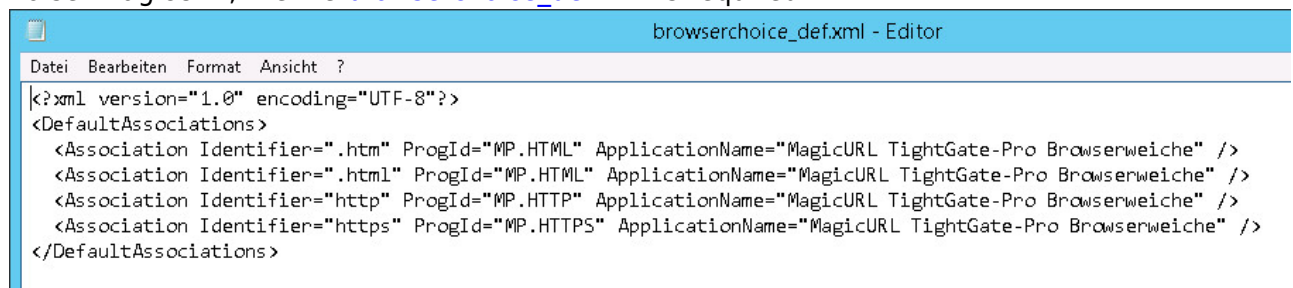 browserchoice_def.xml - Editor
Datei Bearbeiten Format Ansicht ?
<?xml version="1.0" encoding="UTF-8"?>
<DefaultAssociations>
  <Association Identifier=".htm" ProgId="MP.HTML" ApplicationName="MagicURL TightGate-Pro Browserweiche" />
  <Association Identifier=".html" ProgId="MP.HTML" ApplicationName="MagicURL TightGate-Pro Browserweiche" />
  <Association Identifier="http" ProgId="MP.HTTP" ApplicationName="MagicURL TightGate-Pro Browserweiche" />
  <Association Identifier="https" ProgId="MP.HTTPS" ApplicationName="MagicURL TightGate-Pro Browserweiche" />
</DefaultAssociations>